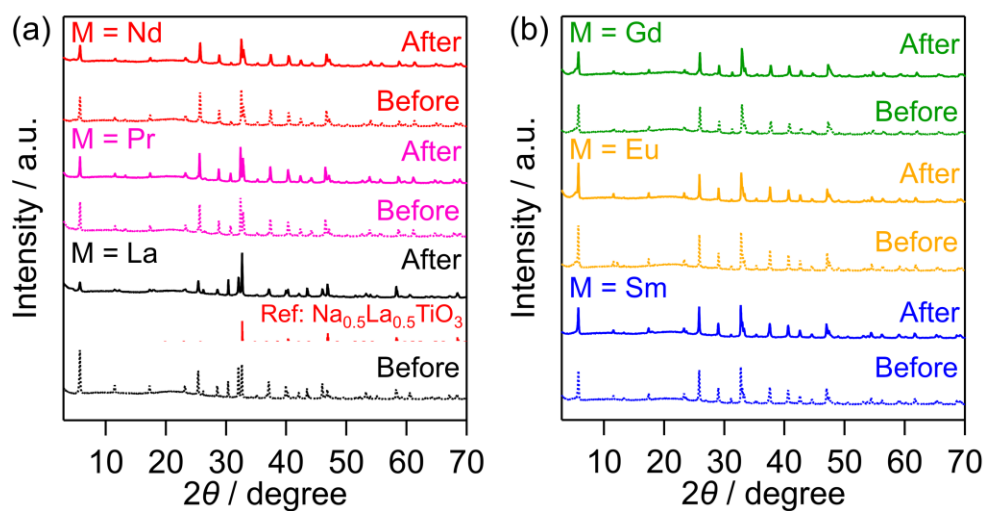 (a)
M = Nd
After
Before
M = Pr
After
Before
M = La
After
Ref: Na0.5La0.5TiO3
Before
Intensity / a.u.
10 20 30 40 50 60 70
2θ / degree
(b)
M = Gd
After
Before
M = Eu
After
Before
M = Sm
After
Before
Intensity / a.u.
10 20 30 40 50 60 70
2θ / degree